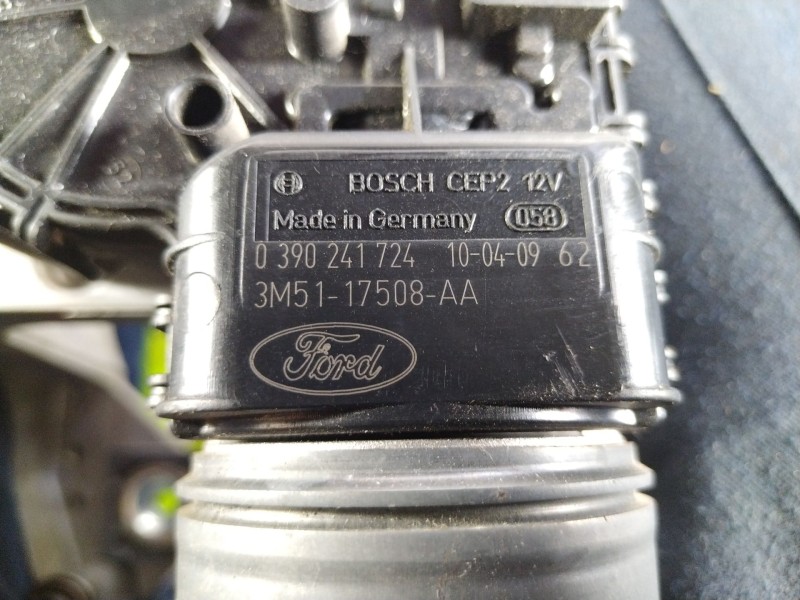 BOSCH CEP2 12V
Made in Germany 058
0 390 241 724 10-04-09 62
3M51-17508-AA
Ford